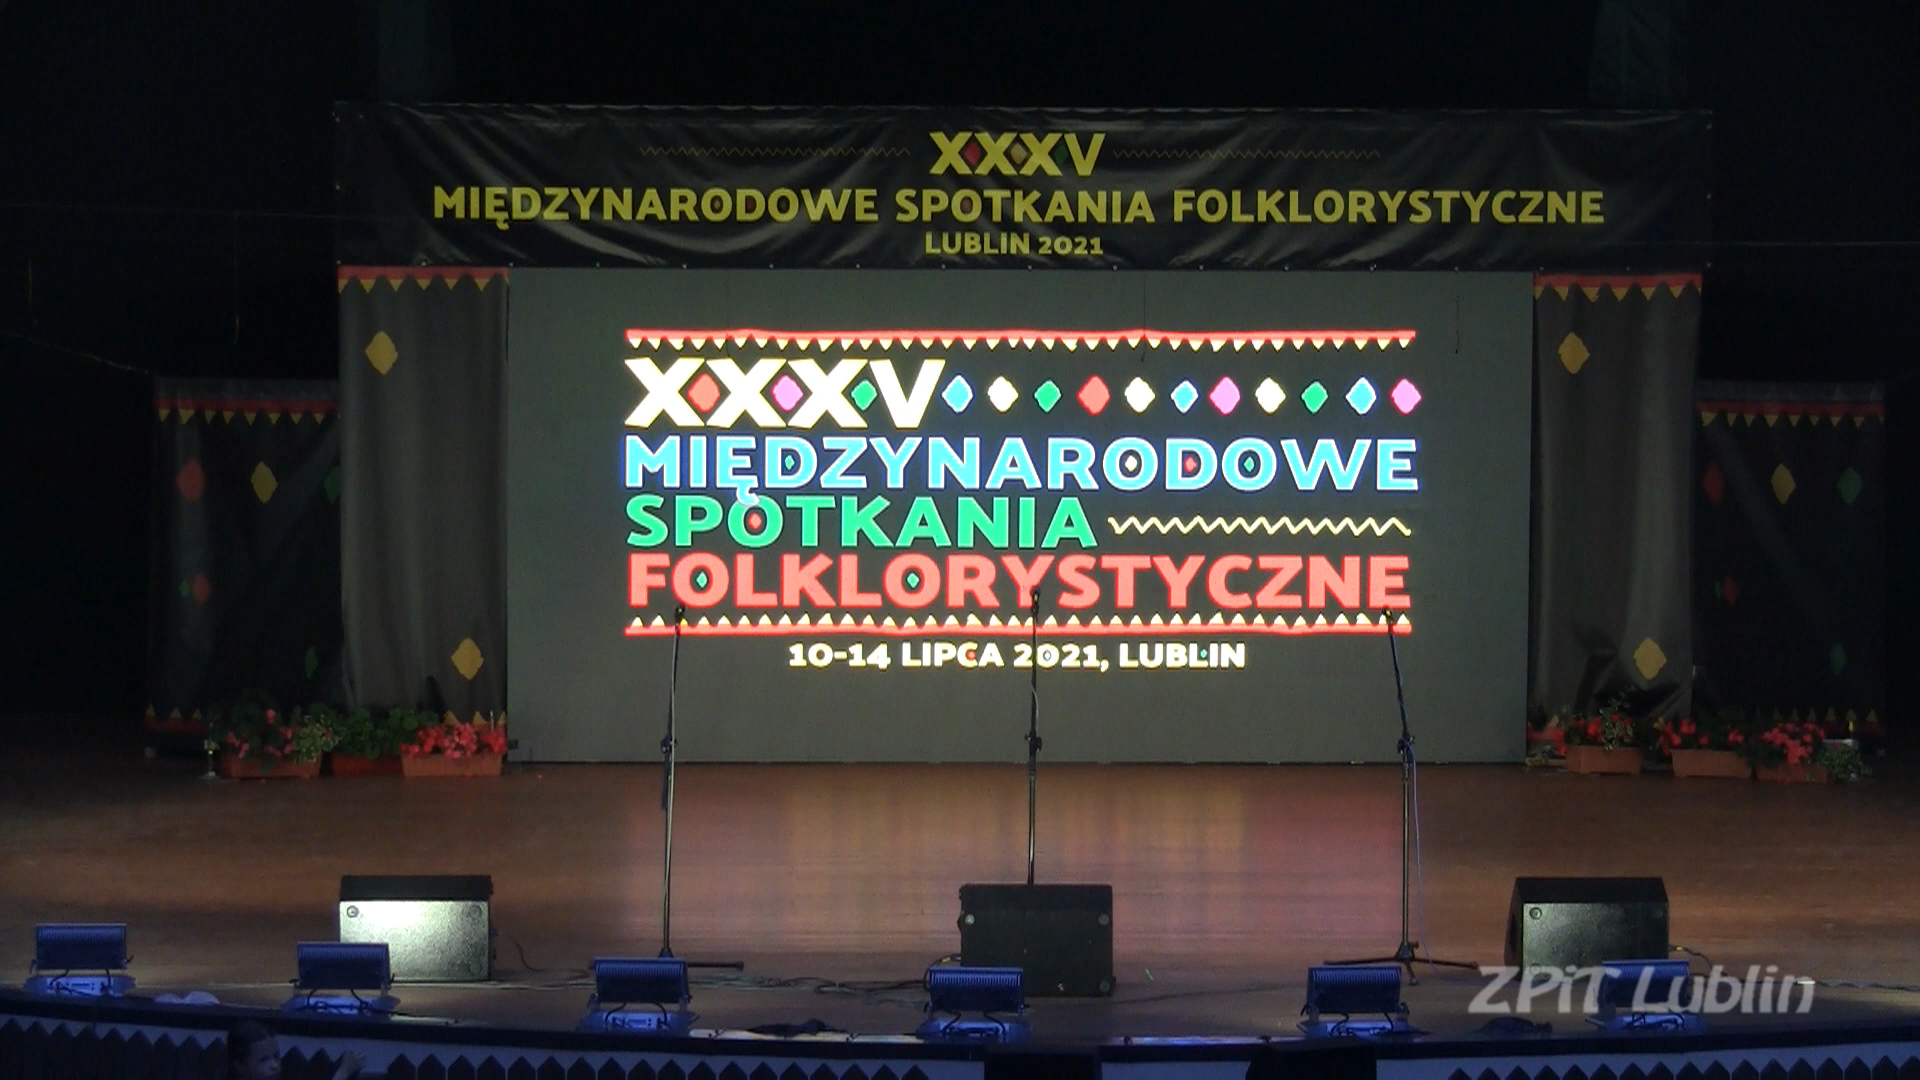 XXXV
MIĘDZYNARODOWE SPOTKANIA FOLKLORYSTYCZNE
LUBLIN 2021
XXXV
MIĘDZYNARODOWE
SPOTKANIA
FOLKLORYSTYCZNE
10-14 LIPCA 2021, LUBLIN
ZPiT Lublin